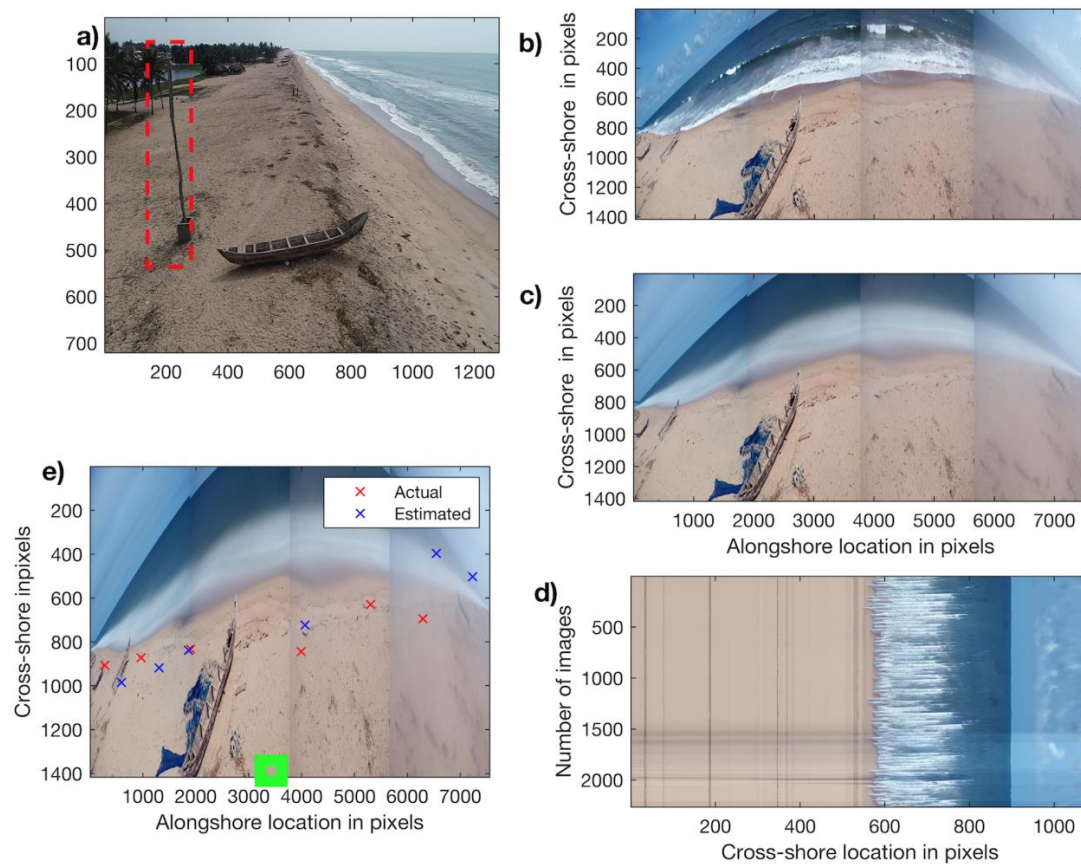 a)
100
200
300
400
500
600
700
200 400 600 800 1000 1200
b)
Cross-shore in pixels
200
400
600
800
1000
1200
1400
c)
Cross-shore in pixels
200
400
600
800
1000
1200
1400
1000 2000 3000 4000 5000 6000 7000
Alongshore location in pixels
e)
Cross-shore inpixels
200
400
600
800
1000
1200
1400
Actual
Estimated
1000 2000 3000 4000 5000 6000 7000
Alongshore location in pixels
d)
Number of images
500
1000
1500
2000
200 400 600 800 1000
Cross-shore location in pixels